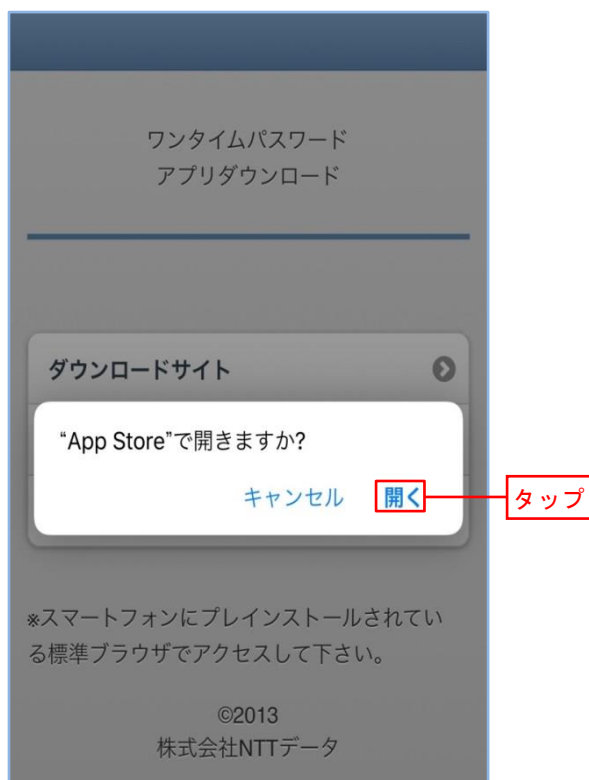 ワンタイムパスワード
アプリダウンロード
ダウンロードサイト
“App Store”で開きますか?
キャンセル 開く
タップ
※スマートフォンにプレインストールされてい
る標準ブラウザでアクセスして下さい。
©2013
株式会社NTTデータ